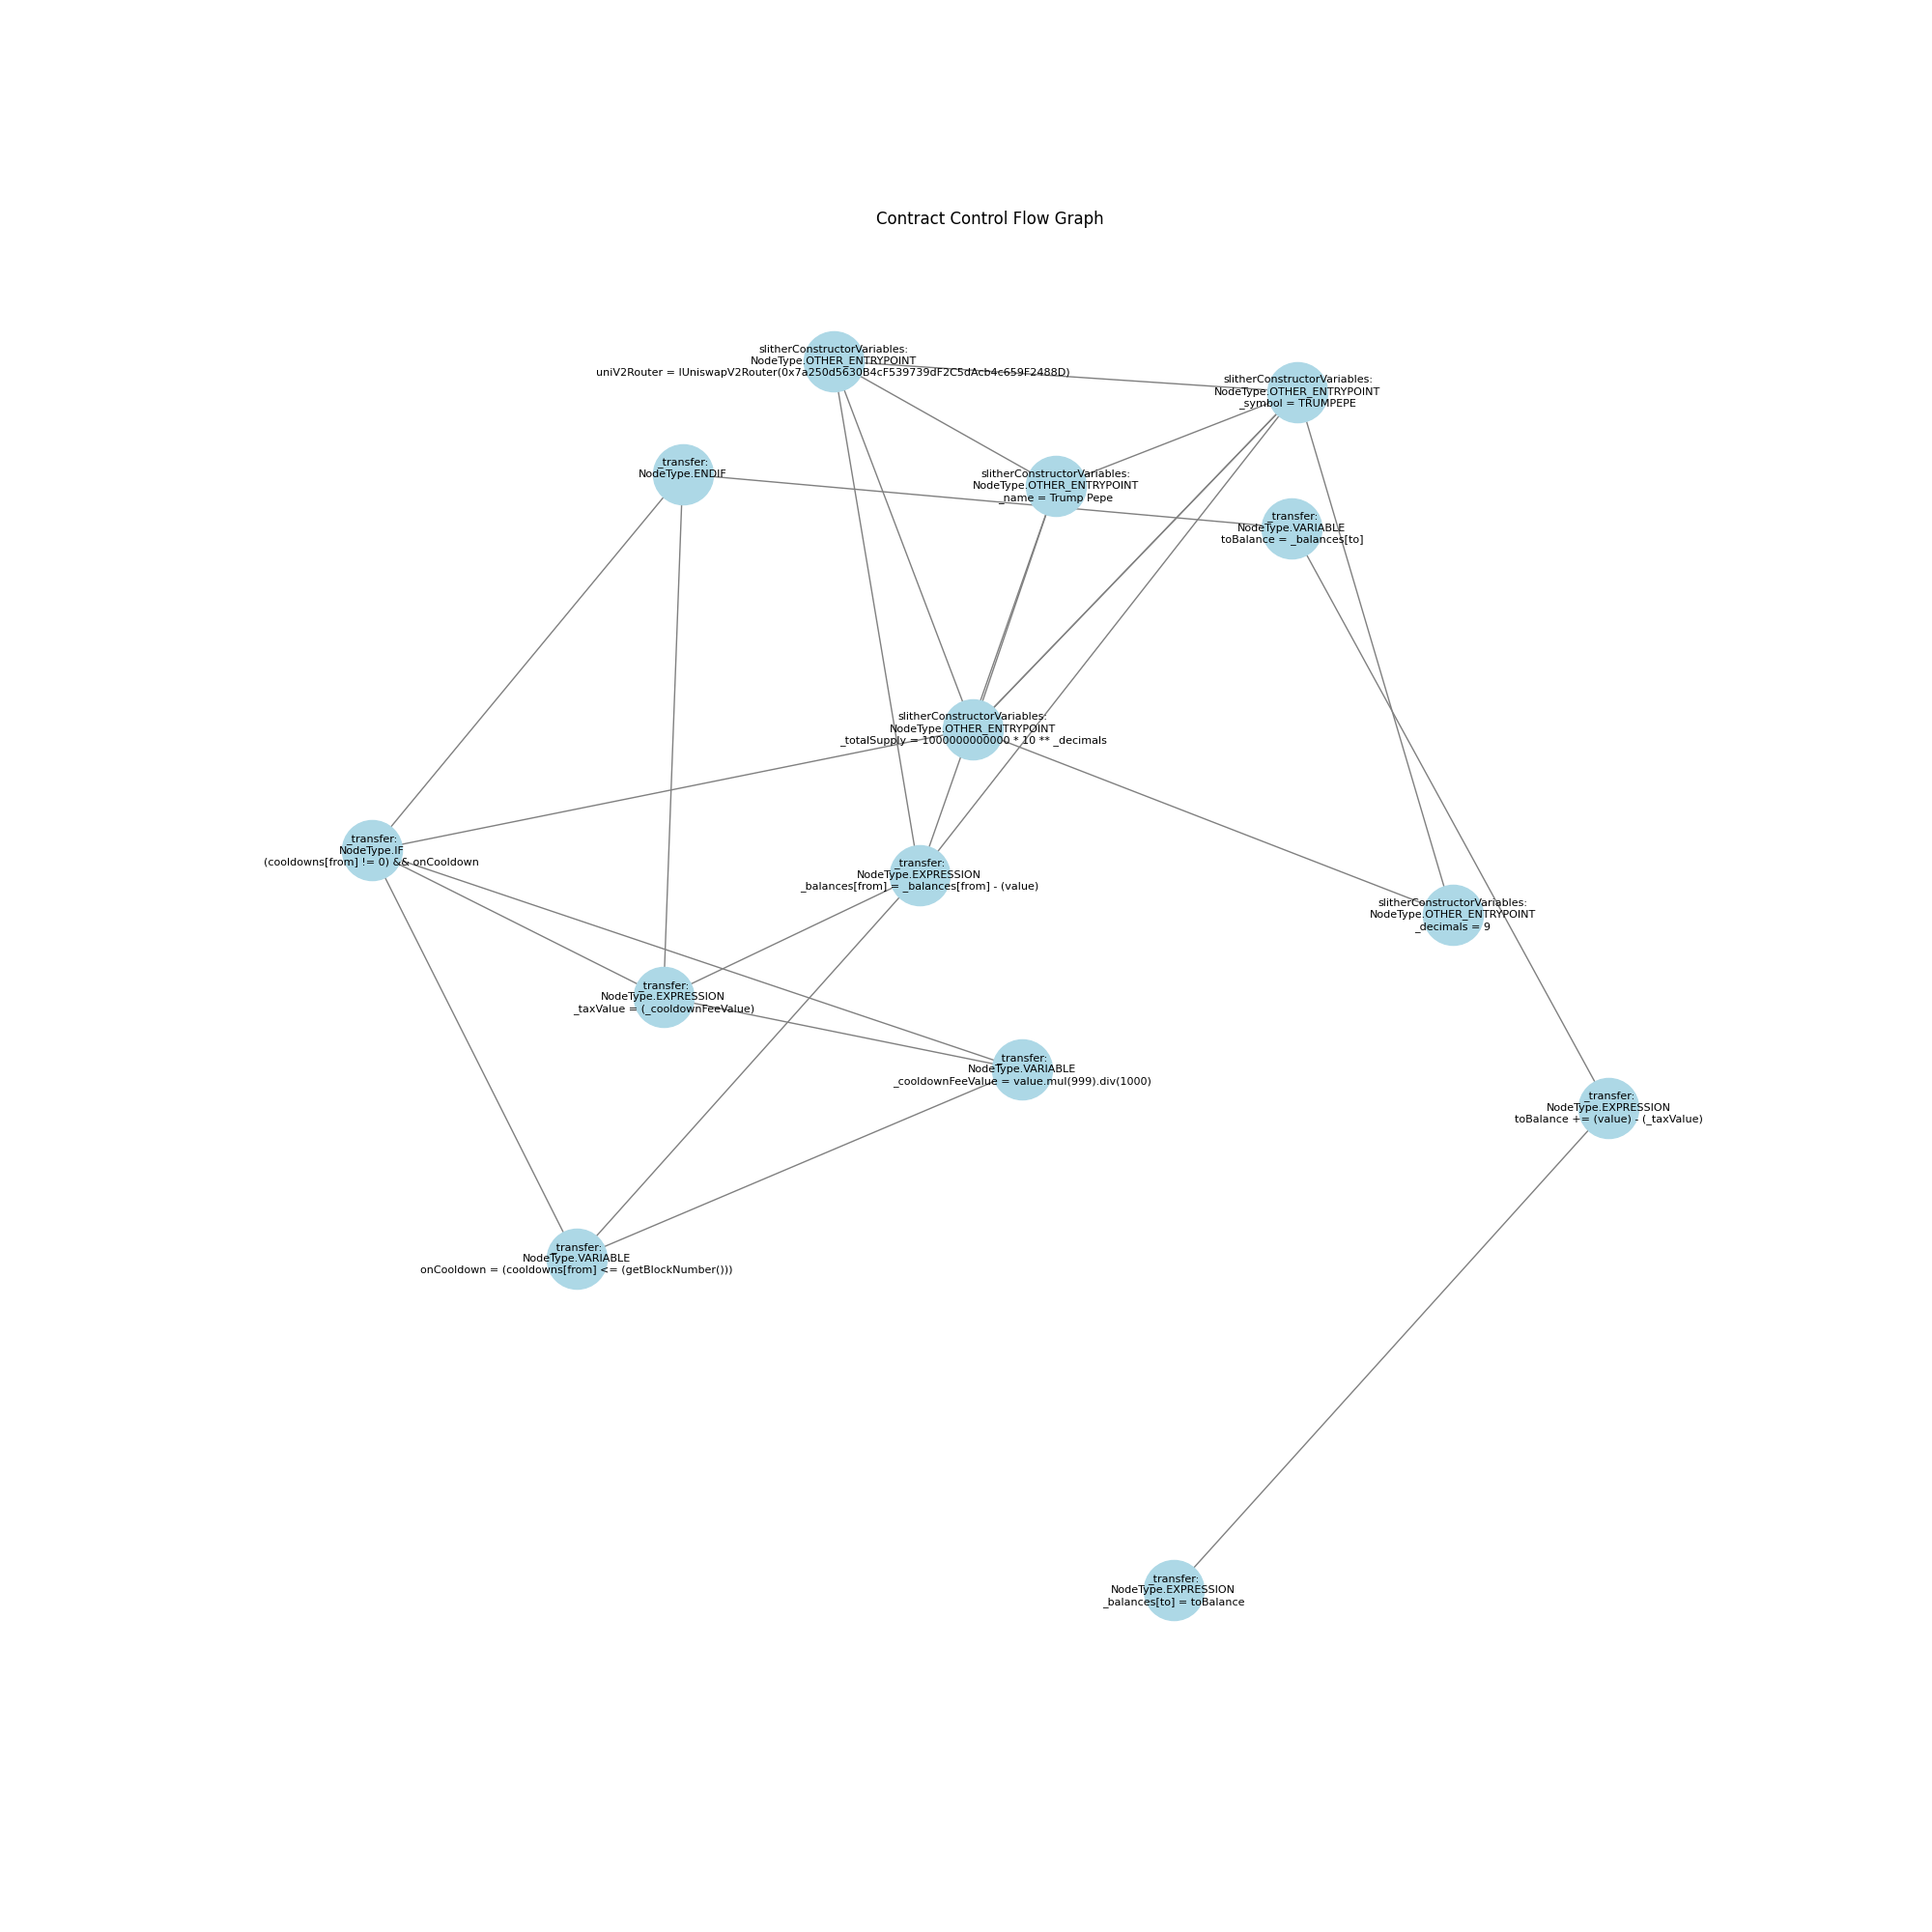 Contract Control Flow Graph
slitherConstructorVariables:
NodeType.OTHER_ENTRYPOINT
uniV2Router = IUniswapV2Router(0x7a250d5630B4cF539739dF2C5dAcb4c659F2488D)
slitherConstructorVariables:
NodeType.OTHER_ENTRYPOINT
_symbol = TRUMPEPE
_transfer:
NodeType.ENDIF
slitherConstructorVariables:
NodeType.OTHER_ENTRYPOINT
_name = Trump Pepe
_transfer:
NodeType.VARIABLE
toBalance = _balances[to]
slitherConstructorVariables:
NodeType.OTHER_ENTRYPOINT
_totalSupply = 1000000000000 * 10 ** _decimals
_transfer:
NodeType.IF
(cooldowns[from] != 0) && onCooldown
_transfer:
NodeType.EXPRESSION
_balances[from] = _balances[from] - (value)
slitherConstructorVariables:
NodeType.OTHER_ENTRYPOINT
_decimals = 9
_transfer:
NodeType.EXPRESSION
_taxValue = (_cooldownFeeValue)
_transfer:
NodeType.VARIABLE
_cooldownFeeValue = value.mul(999).div(1000)
_transfer:
NodeType.EXPRESSION
toBalance += (value) - (_taxValue)
_transfer:
NodeType.VARIABLE
onCooldown = (cooldowns[from] <= (getBlockNumber()))
_transfer:
NodeType.EXPRESSION
_balances[to] = toBalance